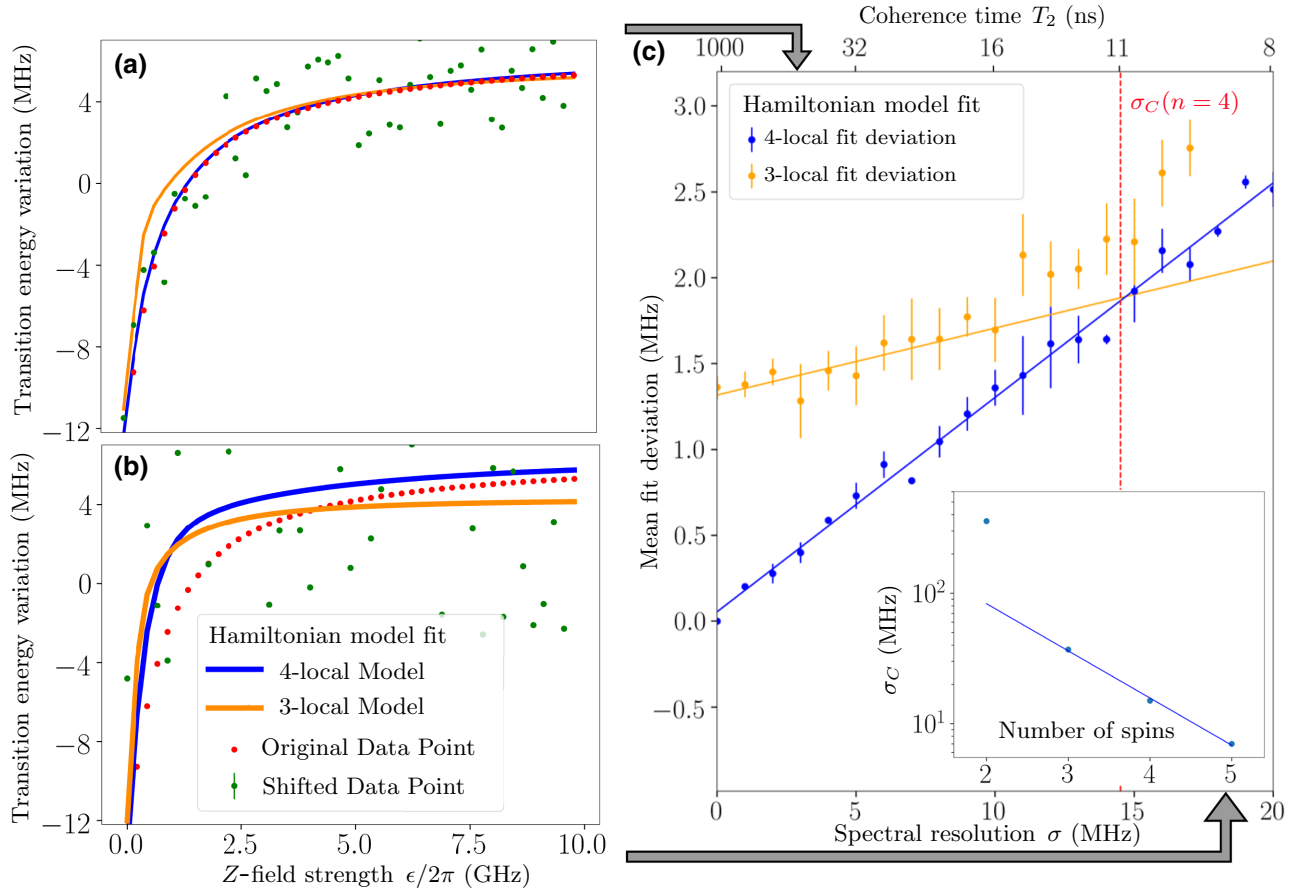 (a)
Transition energy variation (MHz)
4
0
−4
−8
−12
(b)
Transition energy variation (MHz)
4
0
−4
−8
−12
Hamiltonian model fit
4-local Model
3-local Model
Original Data Point
Shifted Data Point
0.0 2.5 5.0 7.5 10.0
Z-field strength ϵ/2π (GHz)
Coherence time T₂ (ns)
(c)
1000 32 16 11 8
Mean fit deviation (MHz)
3.0
2.5
2.0
1.5
1.0
0.5
0.0
−0.5
Hamiltonian model fit
4-local fit deviation
3-local fit deviation
σ_C(n = 4)
σ_C (MHz)
10²
10¹
Number of spins
2 3 4 5
0 5 10 15 20
Spectral resolution σ (MHz)